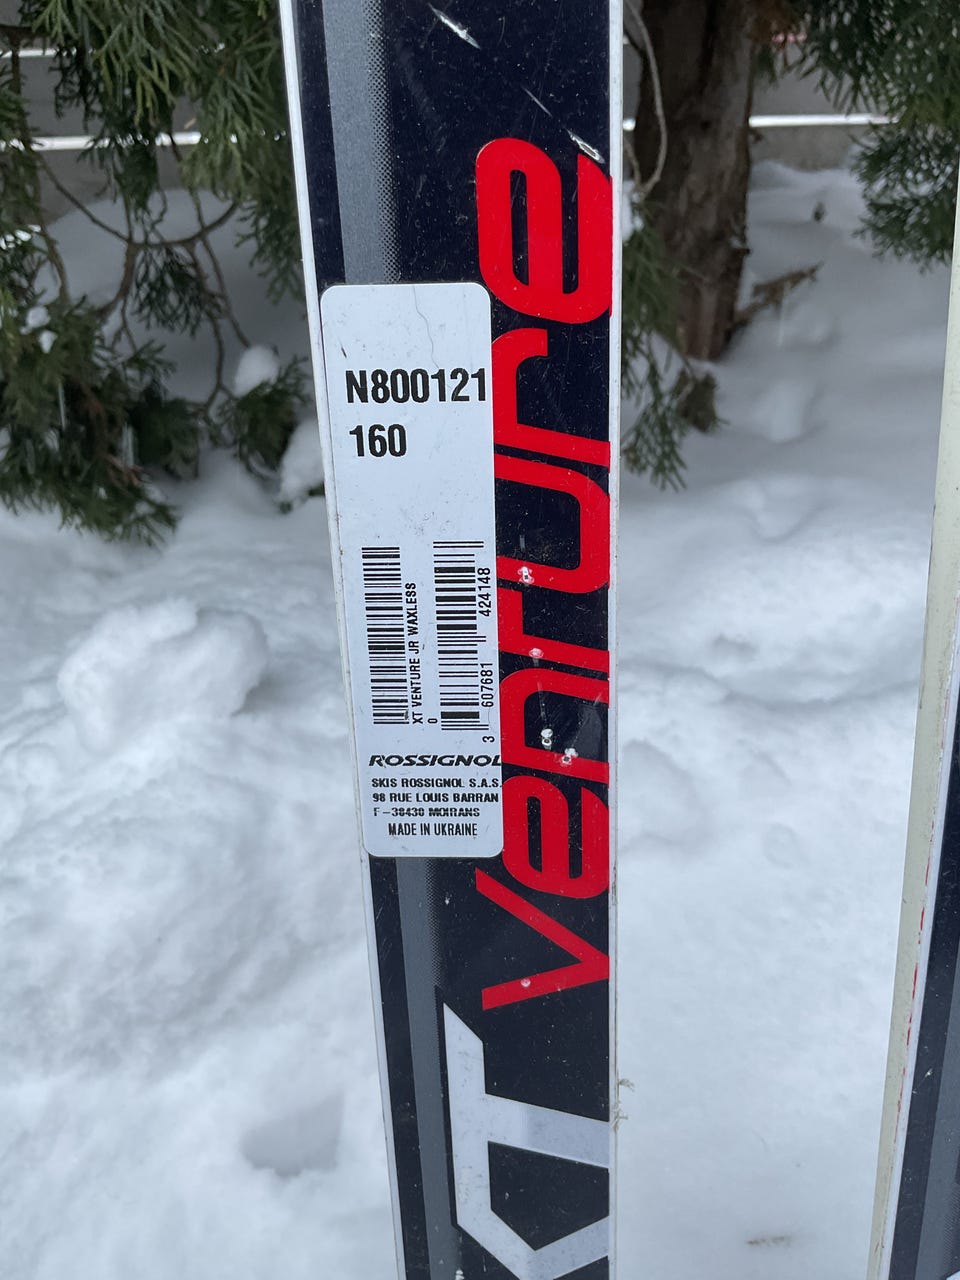 XT venture
N800121
160
XT VENTURE JR WAXLESS
0
3 607681 424148
ROSSIGNOL
SKIS ROSSIGNOL S.A.S.
98 RUE LOUIS BARRAN
F-38430 MOIRANS
MADE IN UKRAINE